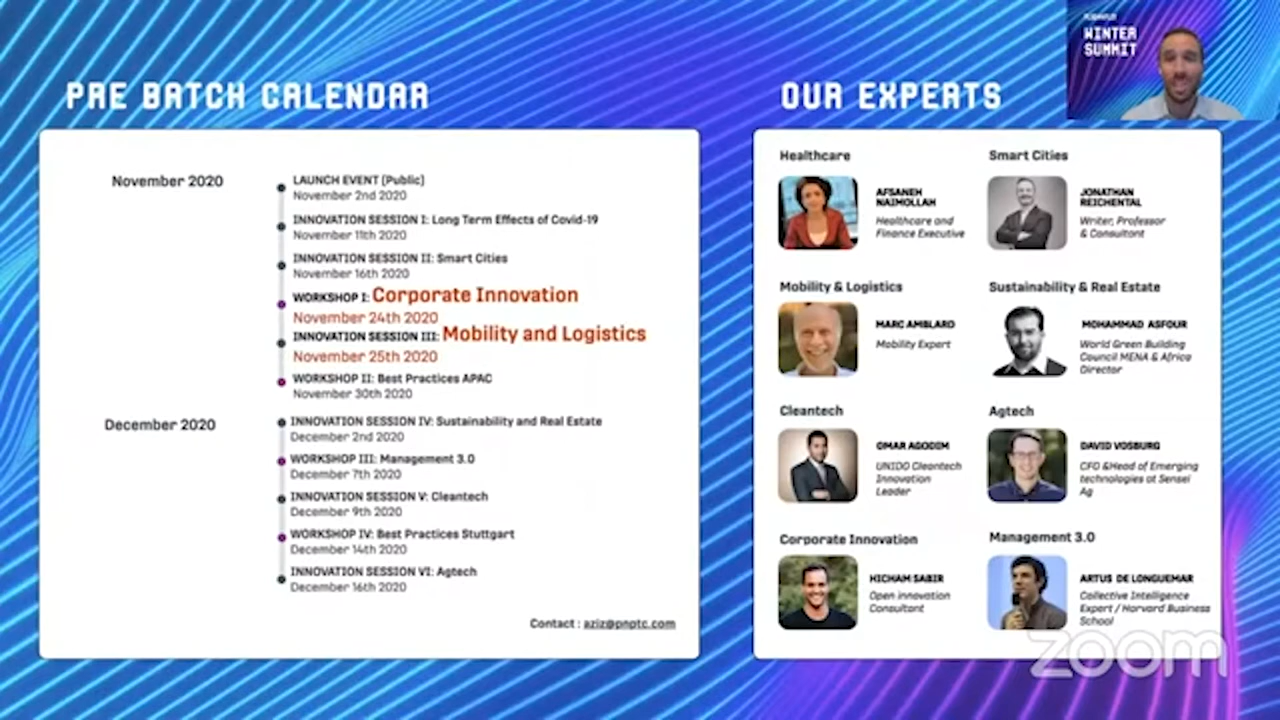 WINTER
SUMMIT
PRE BATCH CALENDAR
November 2020
LAUNCH EVENT (Public)
November 2nd 2020
INNOVATION SESSION I: Long Term Effects of Covid-19
November 11th 2020
INNOVATION SESSION II: Smart Cities
November 16th 2020
WORKSHOP I: Corporate Innovation
November 24th 2020
INNOVATION SESSION III: Mobility and Logistics
November 25th 2020
WORKSHOP II: Best Practices APAC
November 30th 2020
December 2020
INNOVATION SESSION IV: Sustainability and Real Estate
December 2nd 2020
WORKSHOP III: Management 3.0
December 7th 2020
INNOVATION SESSION V: Cleantech
December 9th 2020
WORKSHOP IV: Best Practices Stuttgart
December 14th 2020
INNOVATION SESSION VI: Agtech
December 16th 2020
Contact : aziz@pnptc.com
OUR EXPERTS
Healthcare
AFSANEH
NAIMOLLAH
Healthcare and
Finance Executive
Smart Cities
JONATHAN
REICHENTAL
Writer, Professor
& Consultant
Mobility & Logistics
MARC AMBLARD
Mobility Expert
Sustainability & Real Estate
MOHAMMAD ASFOUR
World Green Building
Council MENA & Africa
Director
Cleantech
OMAR AGODIM
UNIDO Cleantech
Innovation
Leader
Agtech
DAVID VOSBURG
CFO &Head of Emerging
technologies at Sensei
Ag
Corporate Innovation
HICHAM SABIR
Open innovation
Consultant
Management 3.0
ARTUS DE LONGUEMAR
Collective Intelligence
Expert / Harvard Business
School
zoom